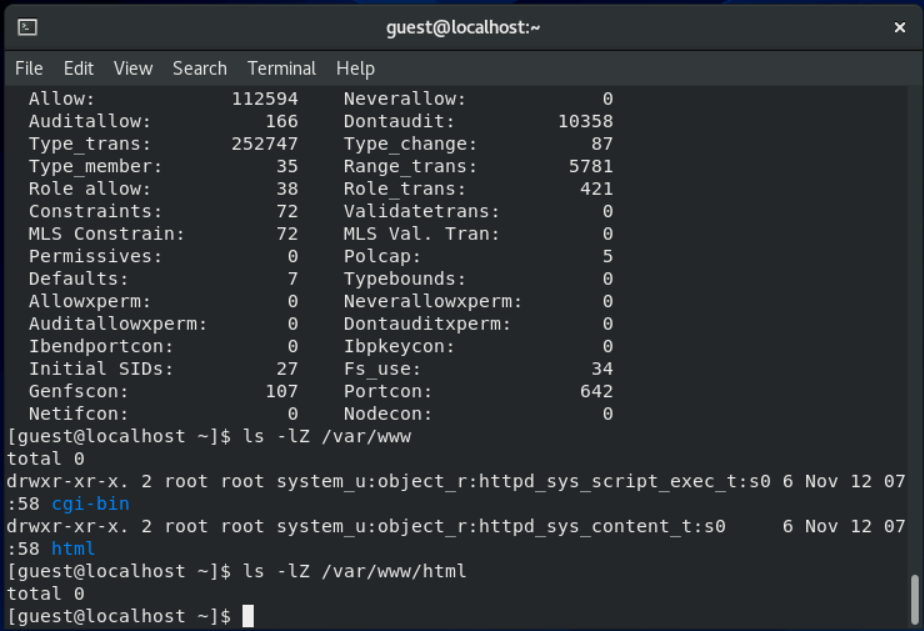 guest@localhost:~
File Edit View Search Terminal Help
Allow: 112594 Neverallow: 0
Auditallow: 166 Dontaudit: 10358
Type_trans: 252747 Type_change: 87
Type_member: 35 Range_trans: 5781
Role allow: 38 Role_trans: 421
Constraints: 72 Validatetrans: 0
MLS Constrain: 72 MLS Val. Tran: 0
Permissives: 0 Polcap: 5
Defaults: 7 Typebounds: 0
Allowxperm: 0 Neverallowxperm: 0
Auditallowxperm: 0 Dontauditxperm: 0
Ibendportcon: 0 Ibpkeycon: 0
Initial SIDs: 27 Fs_use: 34
Genfscon: 107 Portcon: 642
Netifcon: 0 Nodecon: 0
[guest@localhost ~]$ ls -lZ /var/www
total 0
drwxr-xr-x. 2 root root system_u:object_r:httpd_sys_script_exec_t:s0 6 Nov 12 07
:58 cgi-bin
drwxr-xr-x. 2 root root system_u:object_r:httpd_sys_content_t:s0 6 Nov 12 07
:58 html
[guest@localhost ~]$ ls -lZ /var/www/html
total 0
[guest@localhost ~]$